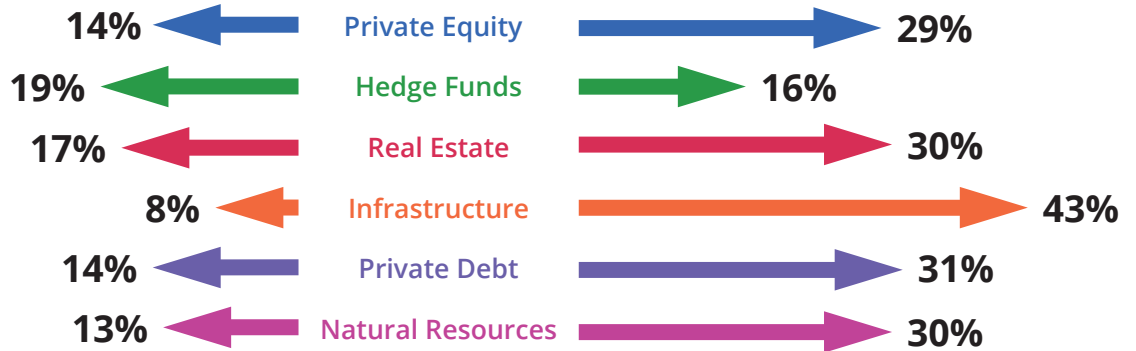 14% Private Equity 29%
19% Hedge Funds 16%
17% Real Estate 30%
8% Infrastructure 43%
14% Private Debt 31%
13% Natural Resources 30%